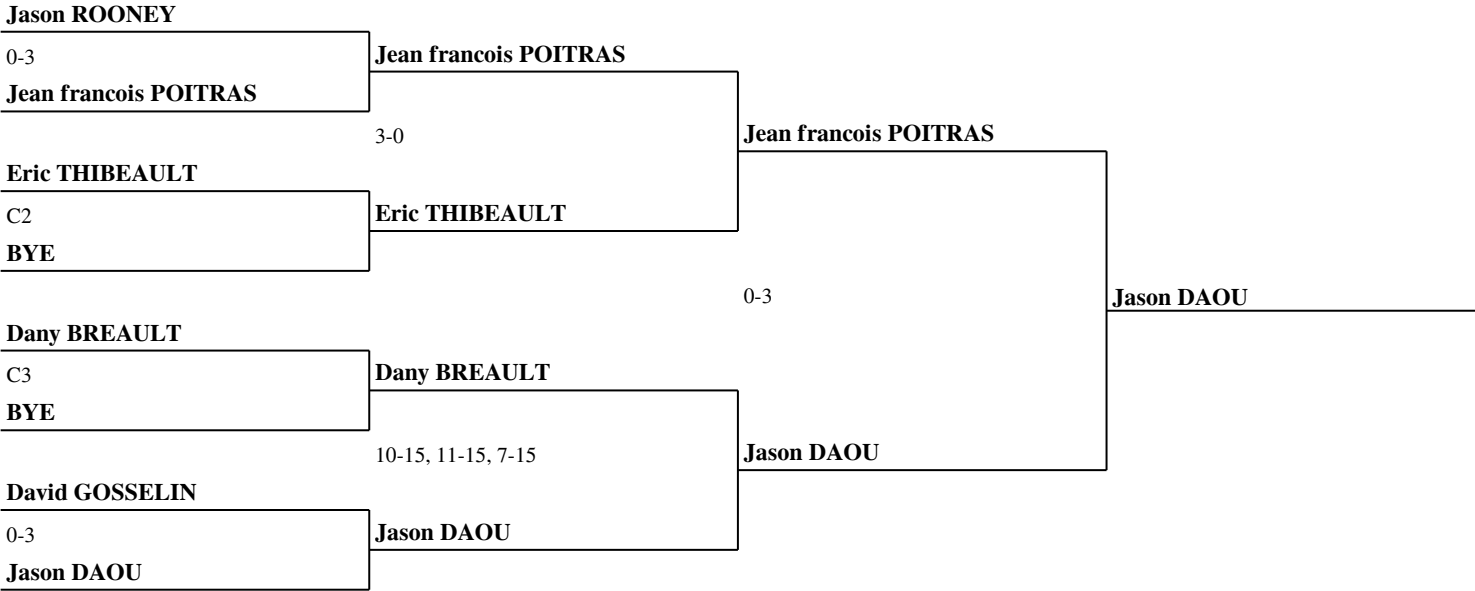 Jason ROONEY
0-3
Jean francois POITRAS
Eric THIBEAULT
C2
BYE
Dany BREAULT
C3
BYE
David GOSSELIN
0-3
Jason DAOU
Jean francois POITRAS
3-0
Eric THIBEAULT
Dany BREAULT
10-15, 11-15, 7-15
Jason DAOU
Jean francois POITRAS
0-3
Jason DAOU
Jason DAOU